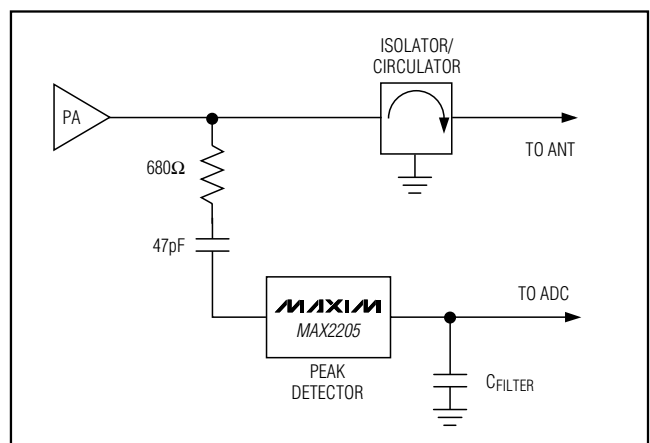 ISOLATOR/
CIRCULATOR
PA
TO ANT
680Ω
47pF
MAXIM
MAX2205
TO ADC
PEAK
DETECTOR
CFILTER